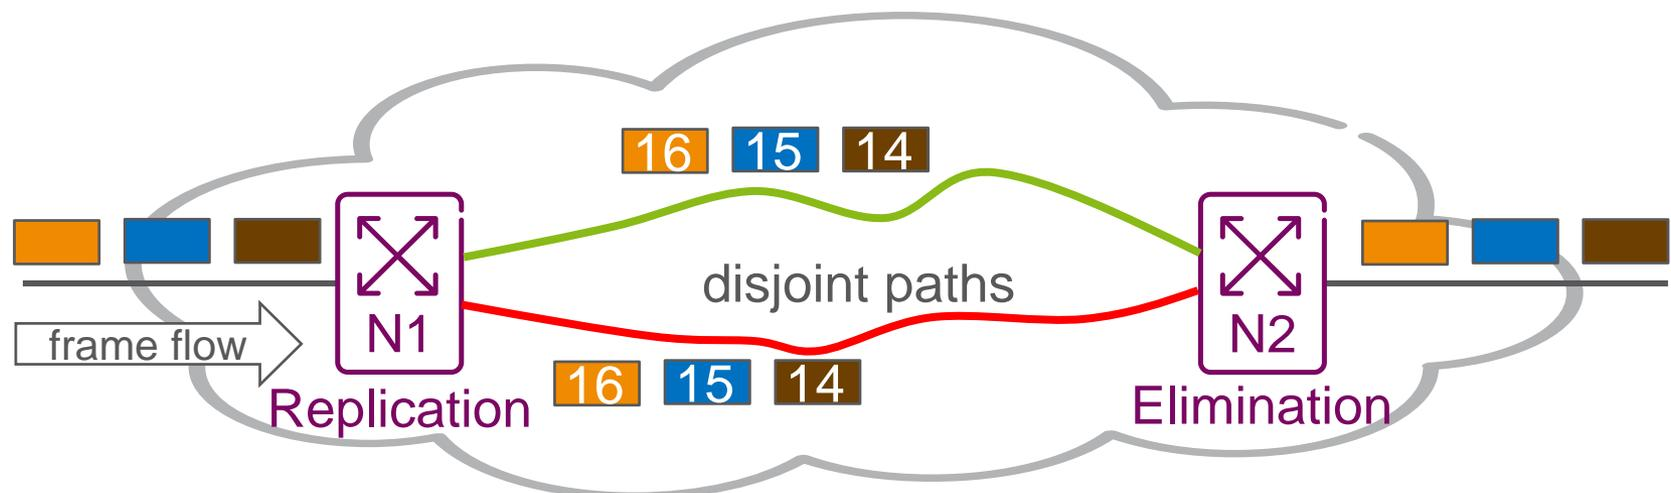 16 15 14
disjoint paths
N1
N2
frame flow
16 15 14
Replication
Elimination